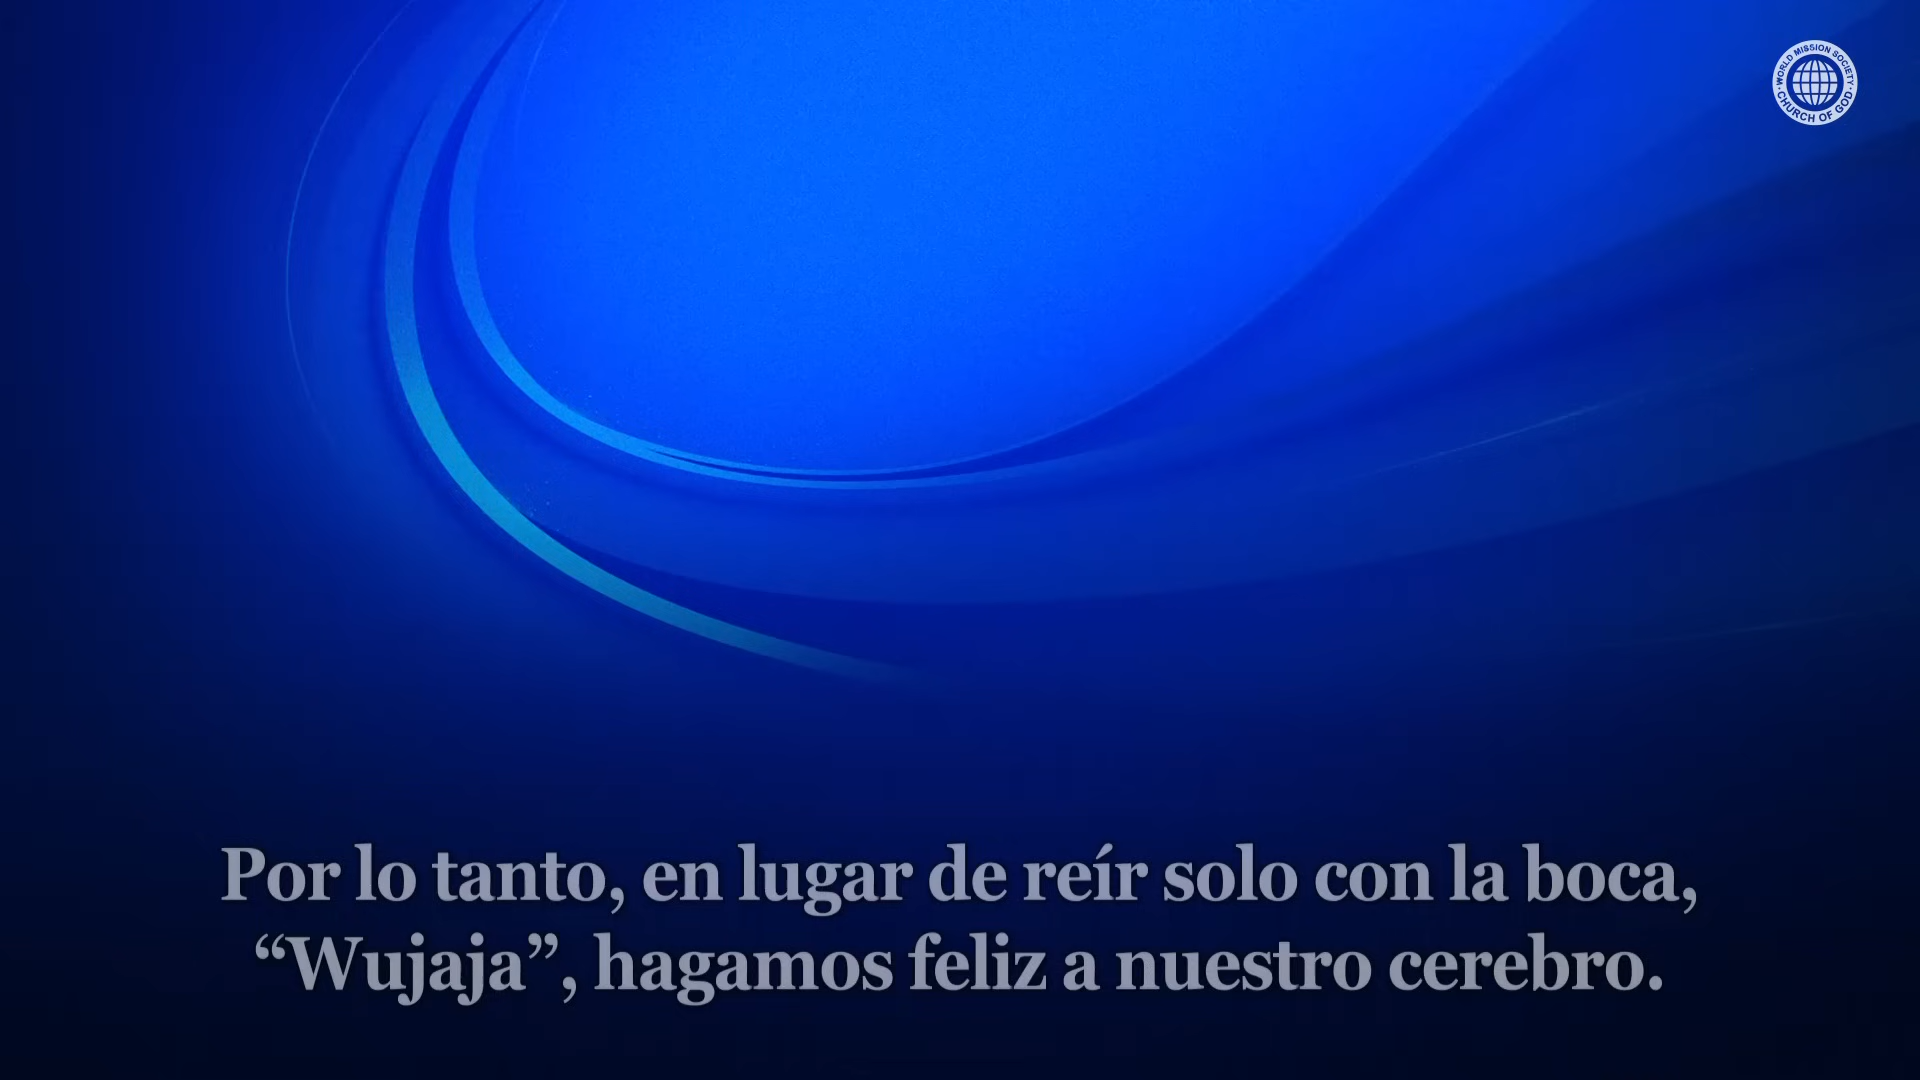 WORLD MISSION SOCIETY
CHURCH OF GOD
Por lo tanto, en lugar de reír solo con la boca,
“Wujaja”, hagamos feliz a nuestro cerebro.